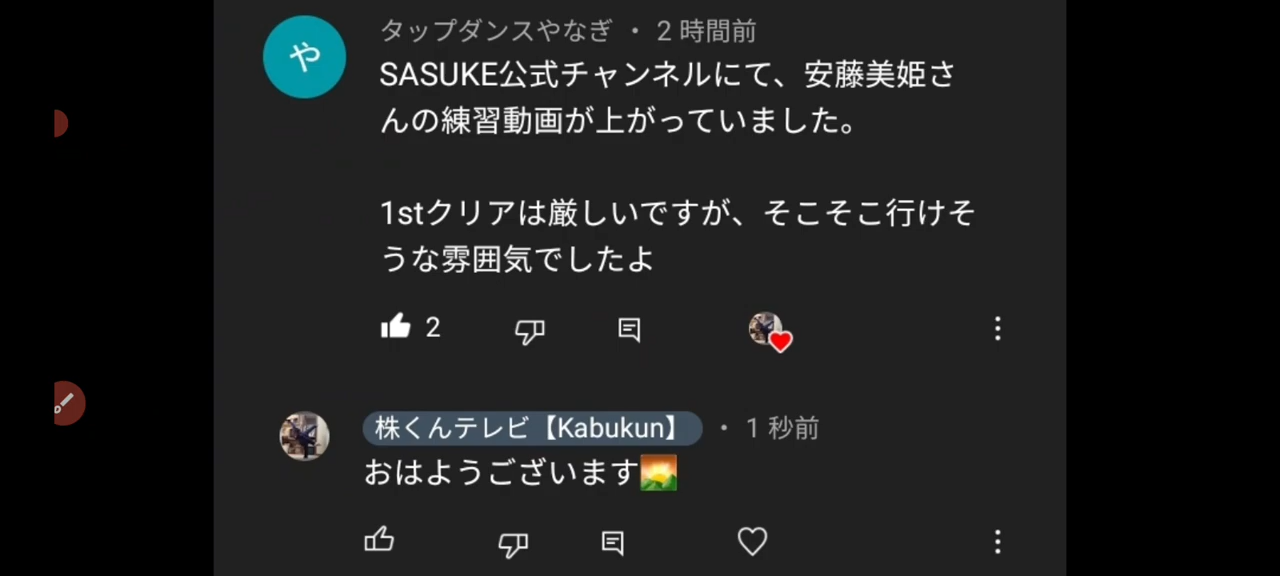 や
タップダンスやなぎ ・ 2 時間前
SASUKE公式チャンネルにて、安藤美姫さ
んの練習動画が上がっていました。
1stクリアは厳しいですが、そこそこ行けそ
うな雰囲気でしたよ
2
株くんテレビ【Kabukun】 ・ 1 秒前
おはようございます🌄